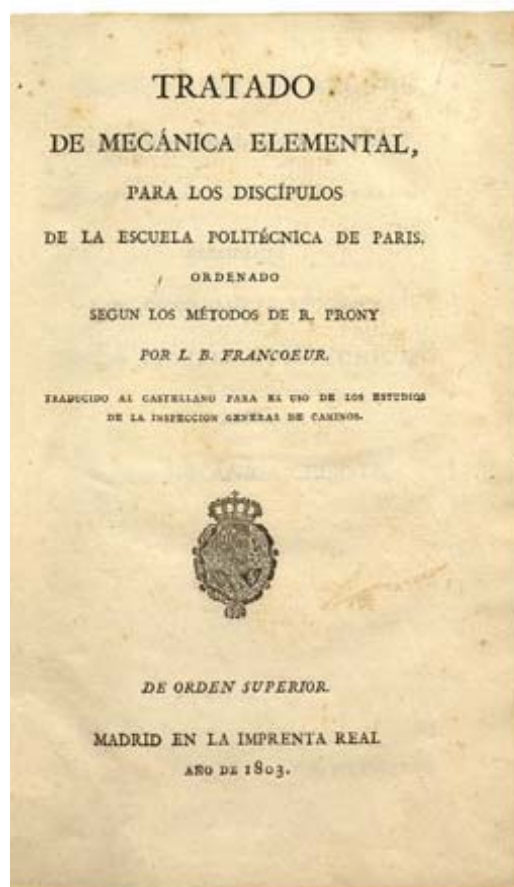 TRATADO
DE MECÁNICA ELEMENTAL,
PARA LOS DISCÍPULOS
DE LA ESCUELA POLITÉCNICA DE PARIS.
ORDENADO
SEGUN LOS MÉTODOS DE R. PRONY
POR L. B. FRANCOEUR.
TRADUCIDO AL CASTELLANO PARA EL USO DE LOS ESTUDIOS
DE LA INSPECCION GENERAL DE CAMINOS.
DE ORDEN SUPERIOR.
MADRID EN LA IMPRENTA REAL
AÑO DE 1803.